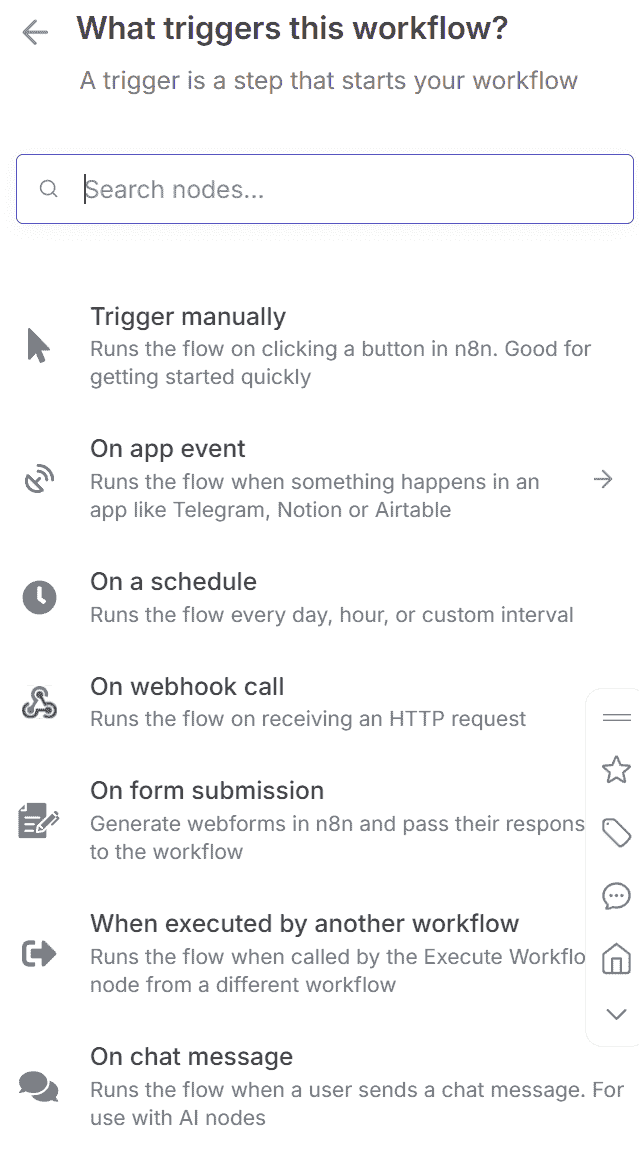 What triggers this workflow?
A trigger is a step that starts your workflow
Search nodes...
Trigger manually
Runs the flow on clicking a button in n8n. Good for
getting started quickly
On app event
Runs the flow when something happens in an
app like Telegram, Notion or Airtable
On a schedule
Runs the flow every day, hour, or custom interval
On webhook call
Runs the flow on receiving an HTTP request
On form submission
Generate webforms in n8n and pass their respons
to the workflow
When executed by another workflow
Runs the flow when called by the Execute Workflo
node from a different workflow
On chat message
Runs the flow when a user sends a chat message. For
use with AI nodes